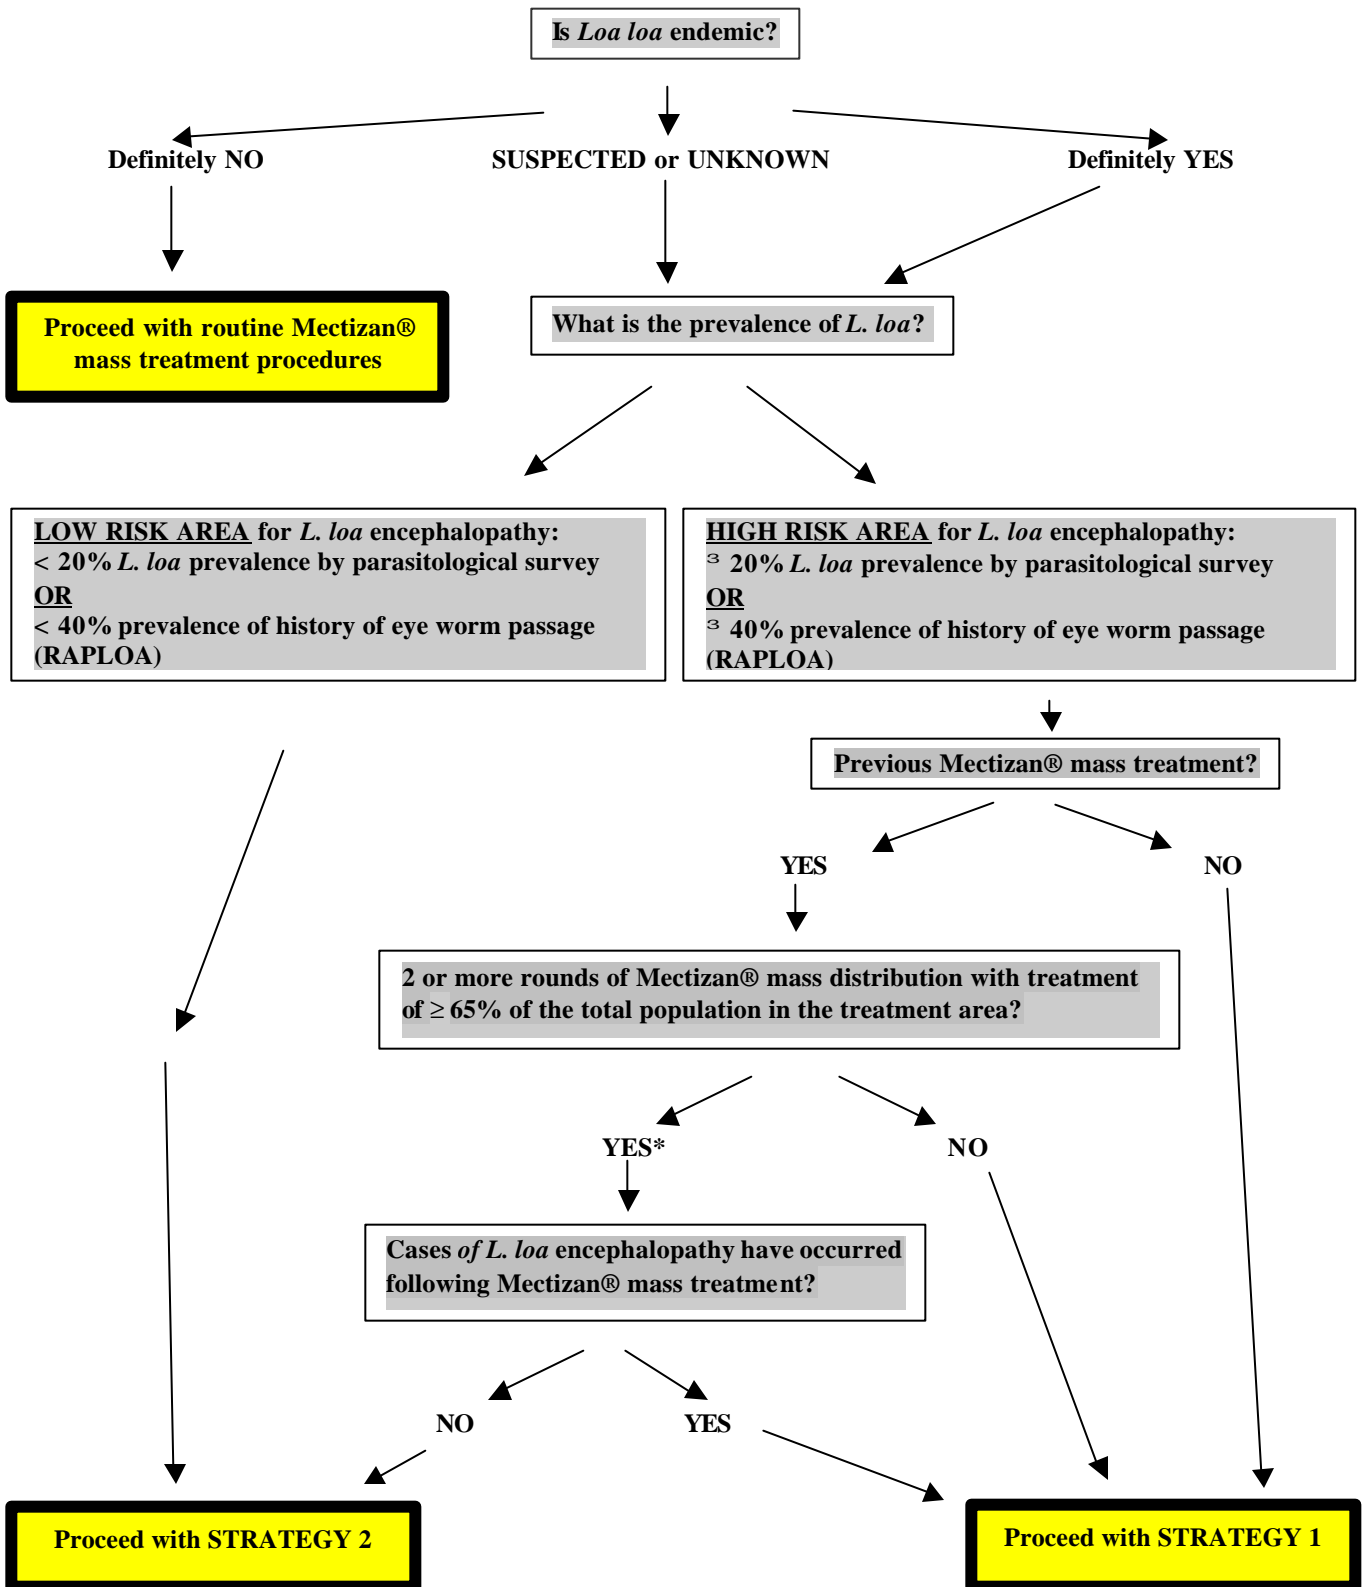 Is Loa loa endemic?
Definitely NO
SUSPECTED or UNKNOWN
Definitely YES
Proceed with routine Mectizan®
mass treatment procedures
What is the prevalence of L. loa?
LOW RISK AREA for L. loa encephalopathy:
< 20% L. loa prevalence by parasitological survey
OR
< 40% prevalence of history of eye worm passage
(RAPLOA)
HIGH RISK AREA for L. loa encephalopathy:
³ 20% L. loa prevalence by parasitological survey
OR
³ 40% prevalence of history of eye worm passage
(RAPLOA)
Previous Mectizan® mass treatment?
YES
NO
2 or more rounds of Mectizan® mass distribution with treatment
of ≥ 65% of the total population in the treatment area?
YES*
NO
Cases of L. loa encephalopathy have occurred
following Mectizan® mass treatment?
NO
YES
Proceed with STRATEGY 2
Proceed with STRATEGY 1